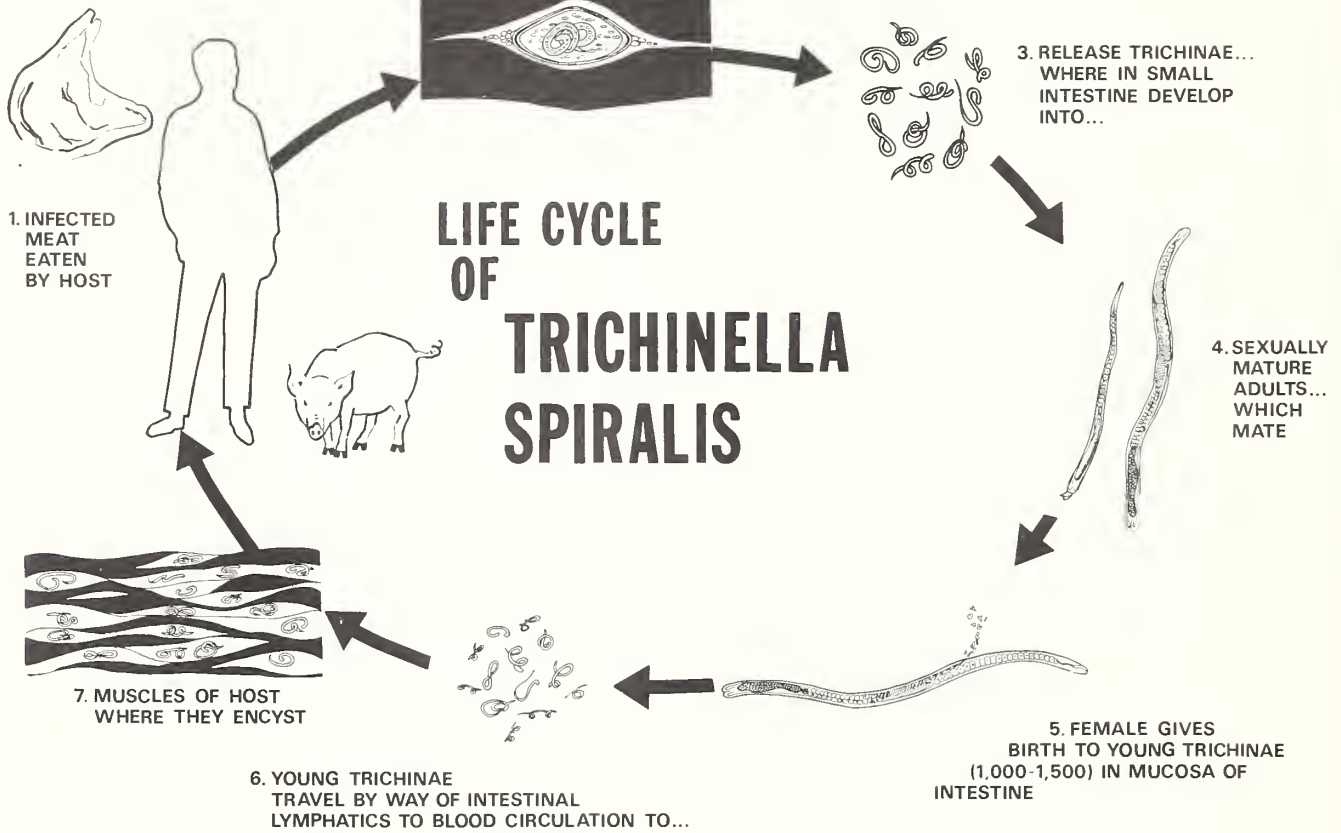 1. INFECTED
MEAT
EATEN
BY HOST
3. RELEASE TRICHINAE...
WHERE IN SMALL
INTESTINE DEVELOP
INTO...
LIFE CYCLE
OF
TRICHINELLA
SPIRALIS
4. SEXUALLY
MATURE
ADULTS...
WHICH
MATE
5. FEMALE GIVES
BIRTH TO YOUNG TRICHINAE
(1,000-1,500) IN MUCOSA OF
INTESTINE
6. YOUNG TRICHINAE
TRAVEL BY WAY OF INTESTINAL
LYMPHATICS TO BLOOD CIRCULATION TO...
7. MUSCLES OF HOST
WHERE THEY ENCYST